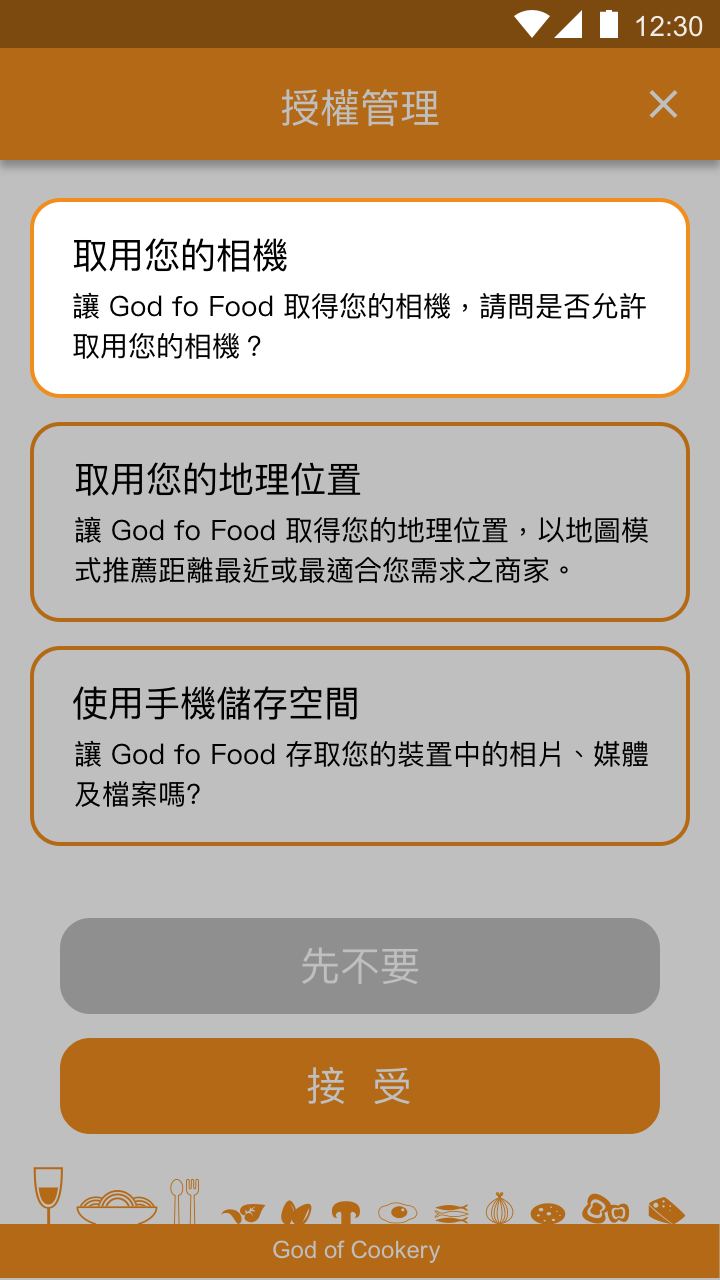 12:30
授權管理
取用您的相機
讓 God fo Food 取得您的相機，請問是否允許
取用您的相機？
取用您的地理位置
讓 God fo Food 取得您的地理位置，以地圖模
式推薦距離最近或最適合您需求之商家。
使用手機儲存空間
讓 God fo Food 存取您的裝置中的相片、媒體
及檔案嗎?
先不要
接 受
God of Cookery